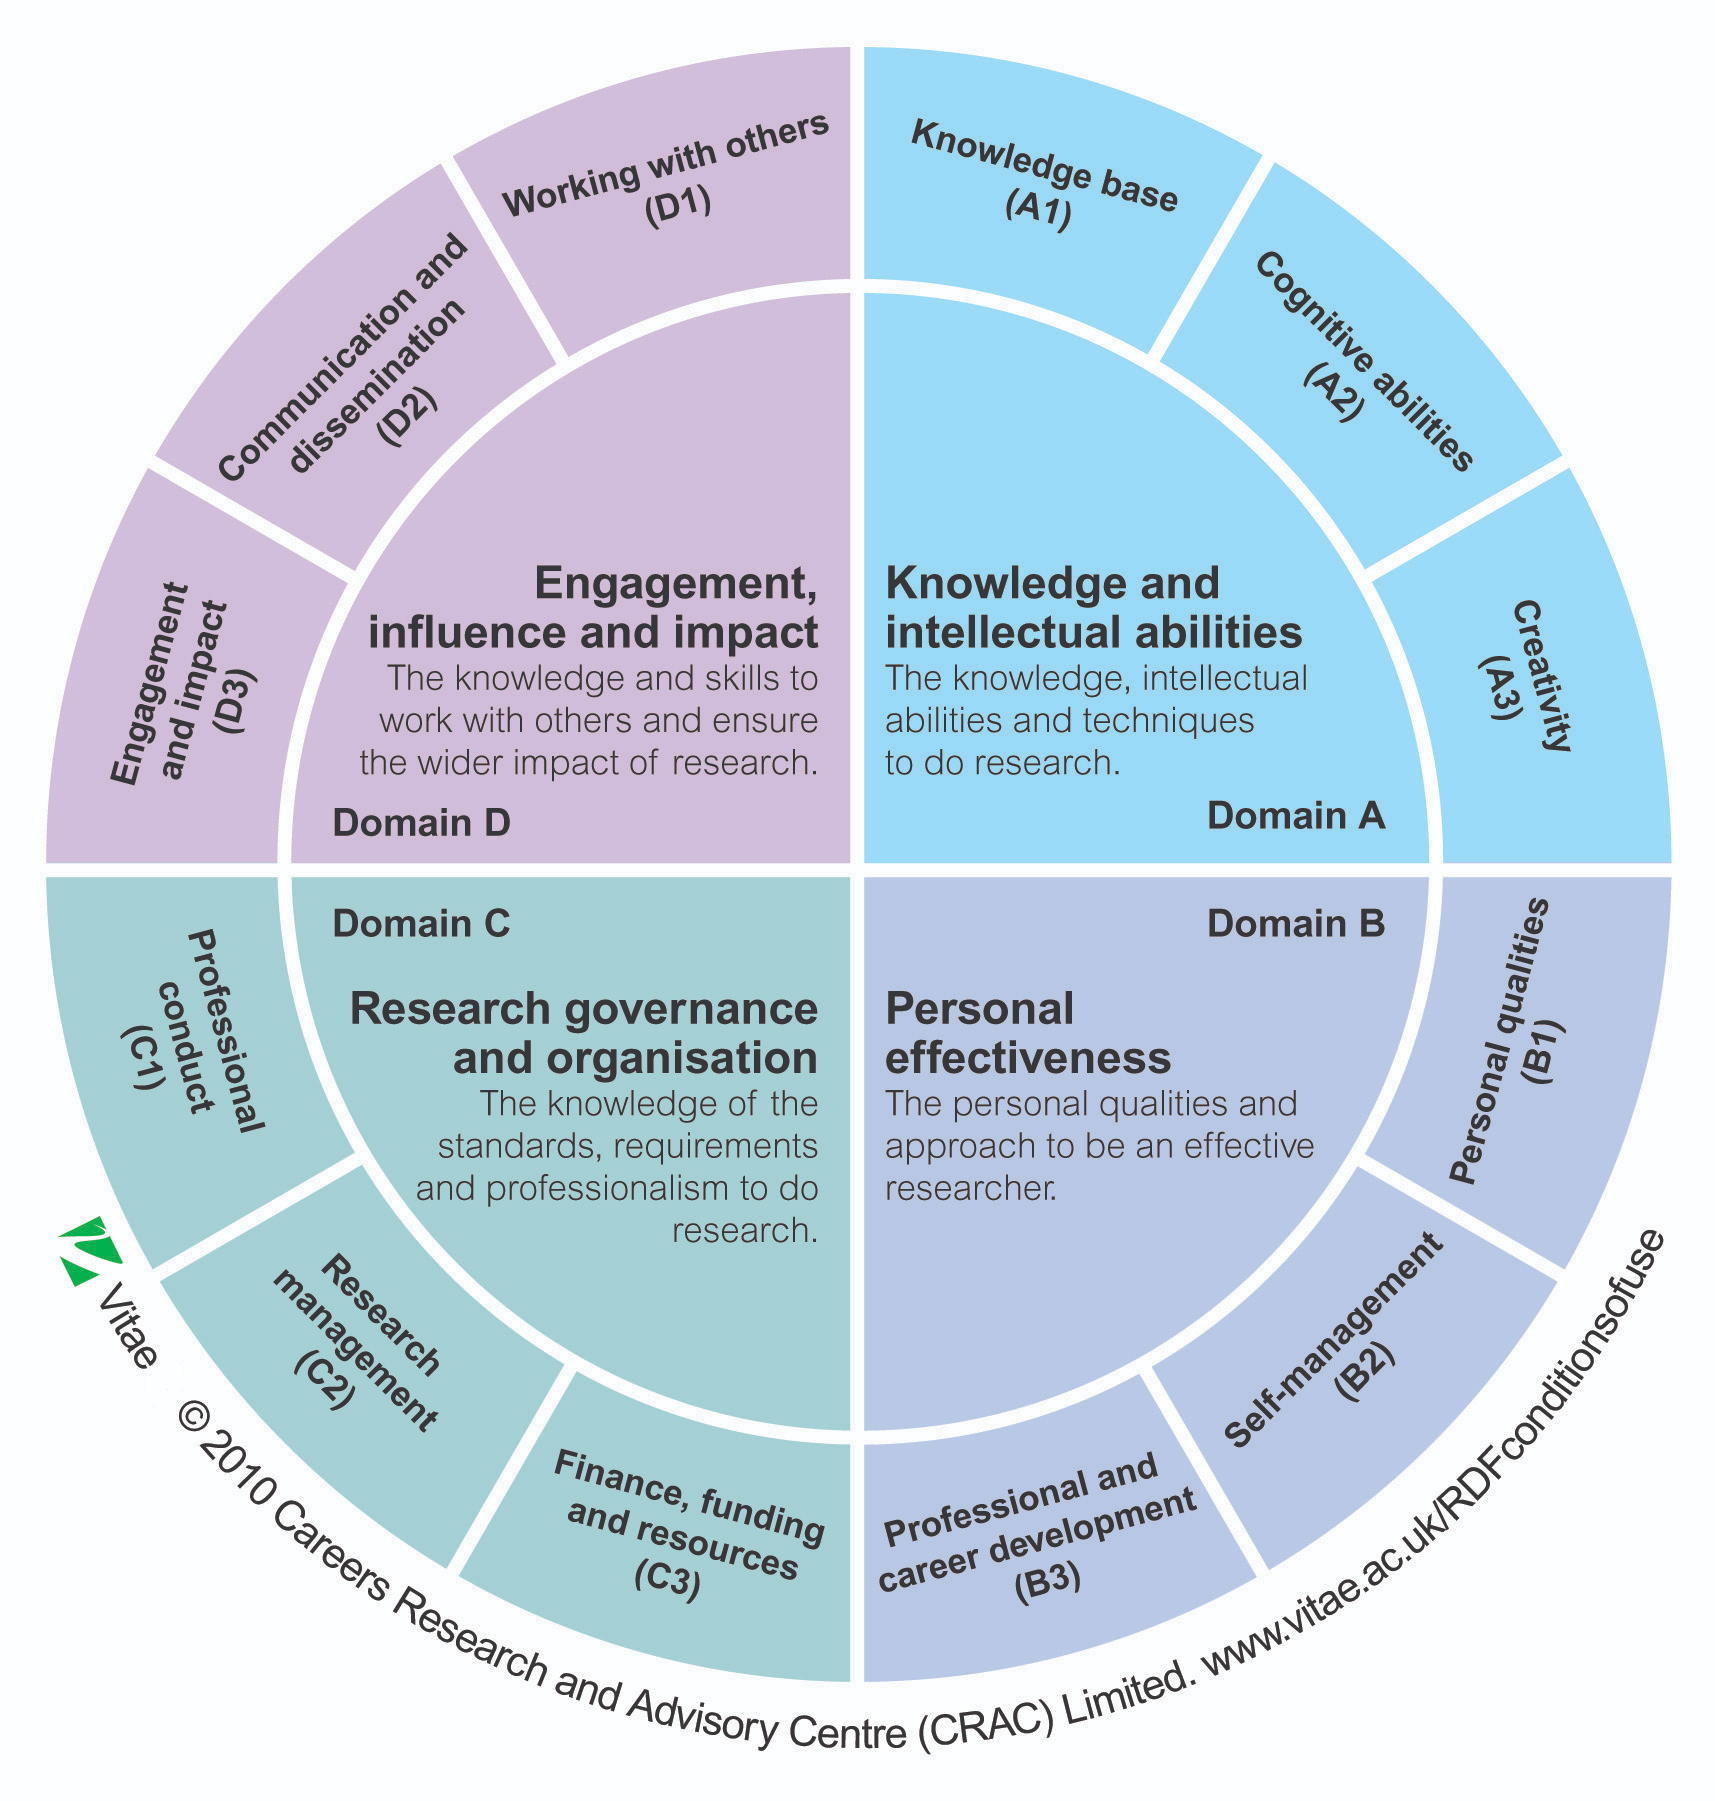 Working with others
(D1)
Knowledge base
(A1)
Communication and
dissemination
(D2)
Cognitive abilities
(A2)
Engagement
and impact
(D3)
Creativity
(A3)
Engagement,
influence and impact
The knowledge and skills to
work with others and ensure
the wider impact of research.
Domain D
Knowledge and
intellectual abilities
The knowledge, intellectual
abilities and techniques
to do research.
Domain A
Domain C
Research governance
and organisation
The knowledge of the
standards, requirements
and professionalism to do
research.
Domain B
Personal
effectiveness
The personal qualities and
approach to be an effective
researcher.
Professional
conduct
(C1)
Personal qualities
(B1)
Research
management
(C2)
Self-management
(B2)
Finance, funding
and resources
(C3)
Professional and
career development
(B3)
Vitae © 2010 Careers Research and Advisory Centre (CRAC) Limited. www.vitae.ac.uk/RDFconditionsofuse